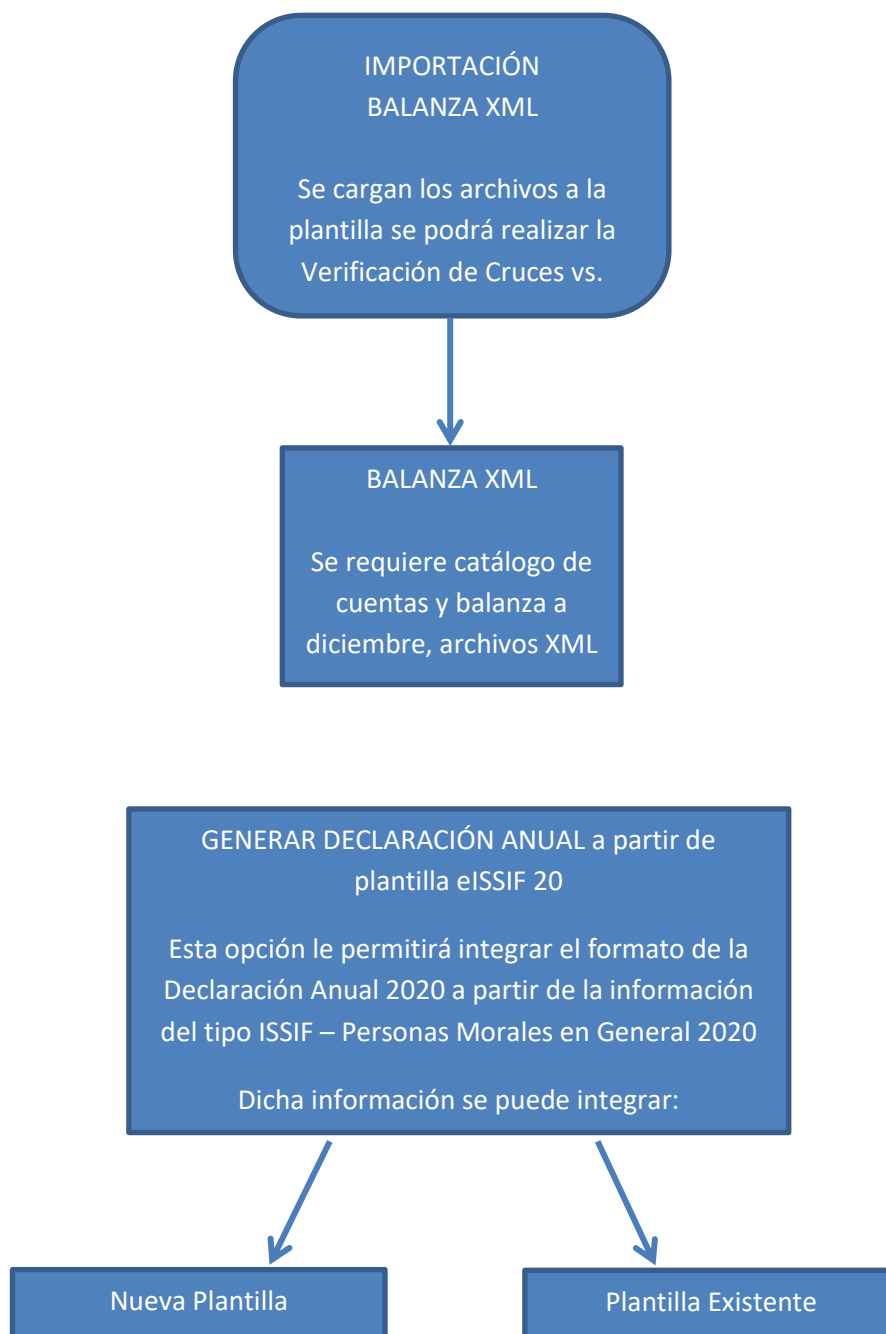 IMPORTACIÓN
BALANZA XML
Se cargan los archivos a la
plantilla se podrá realizar la
Verificación de Cruces vs.
BALANZA XML
Se requiere catálogo de
cuentas y balanza a
diciembre, archivos XML
GENERAR DECLARACIÓN ANUAL a partir de
plantilla eISSIF 20
Esta opción le permitirá integrar el formato de la
Declaración Anual 2020 a partir de la información
del tipo ISSIF – Personas Morales en General 2020
Dicha información se puede integrar:
Nueva Plantilla
Plantilla Existente